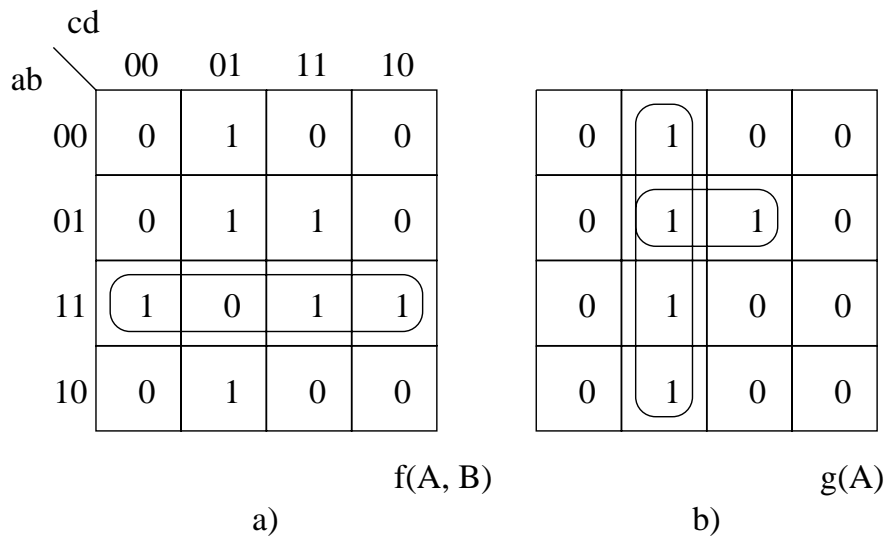 cd
ab
00 01 11 10
00 0 1 0 0 0 1 0 0
01 0 1 1 0 0 1 1 0
11 1 0 1 1 0 1 0 0
10 0 1 0 0 0 1 0 0
f(A, B) g(A)
a) b)